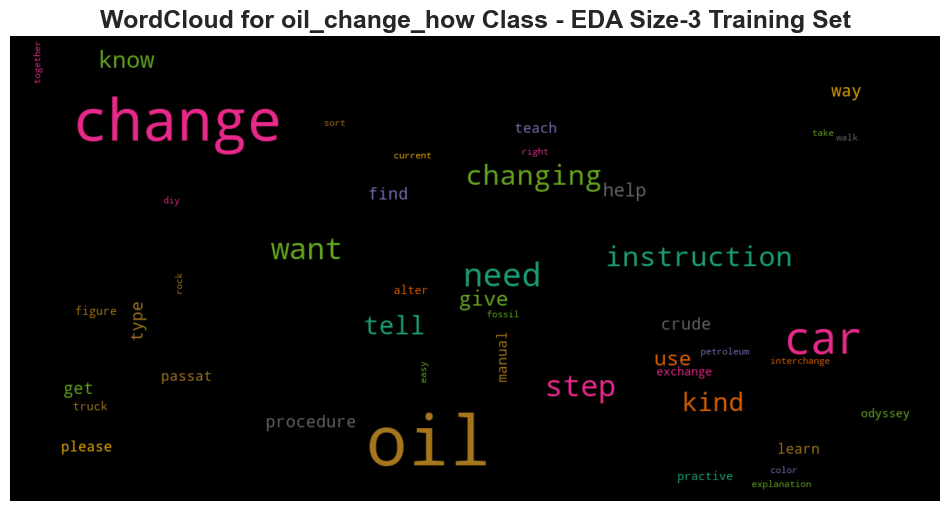 WordCloud for oil_change_how Class - EDA Size-3 Training Set
together
know
way
change
sort
teach
take
walk
current
right
changing
find
help
diy
want
instruction
need
rock
alter
give
figure
type
fossil
tell
crude
car
manual
petroleum
use
interchange
easy
passat
exchange
step
get
kind
truck
odyssey
procedure
oil
please
learn
color
practive
explanation